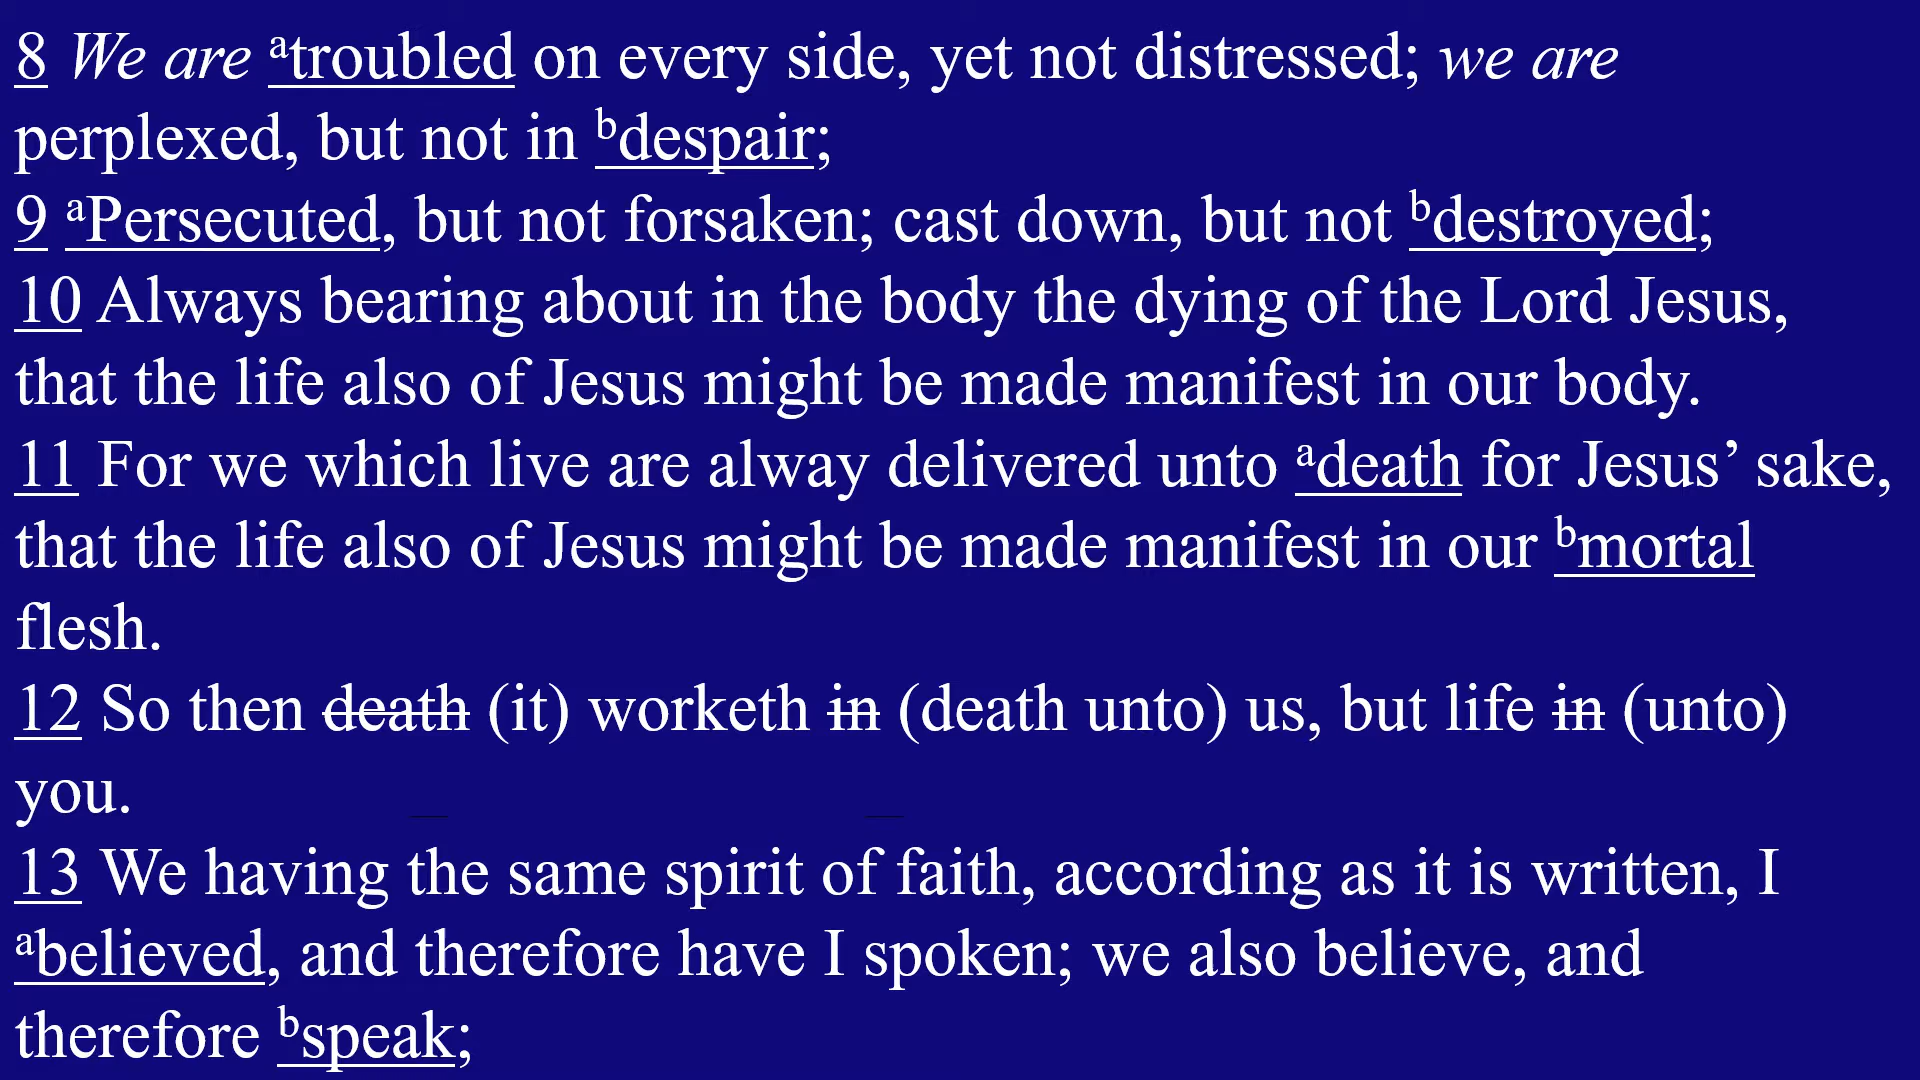 8 We are ᵃtroubled on every side, yet not distressed; we are
perplexed, but not in ᵇdespair;
9 ᵃPersecuted, but not forsaken; cast down, but not ᵇdestroyed;
10 Always bearing about in the body the dying of the Lord Jesus,
that the life also of Jesus might be made manifest in our body.
11 For we which live are alway delivered unto ᵃdeath for Jesus’ sake,
that the life also of Jesus might be made manifest in our ᵇmortal
flesh.
12 So then death (it) worketh in (death unto) us, but life in (unto)
you.
13 We having the same spirit of faith, according as it is written, I
ᵃbelieved, and therefore have I spoken; we also believe, and
therefore ᵇspeak;